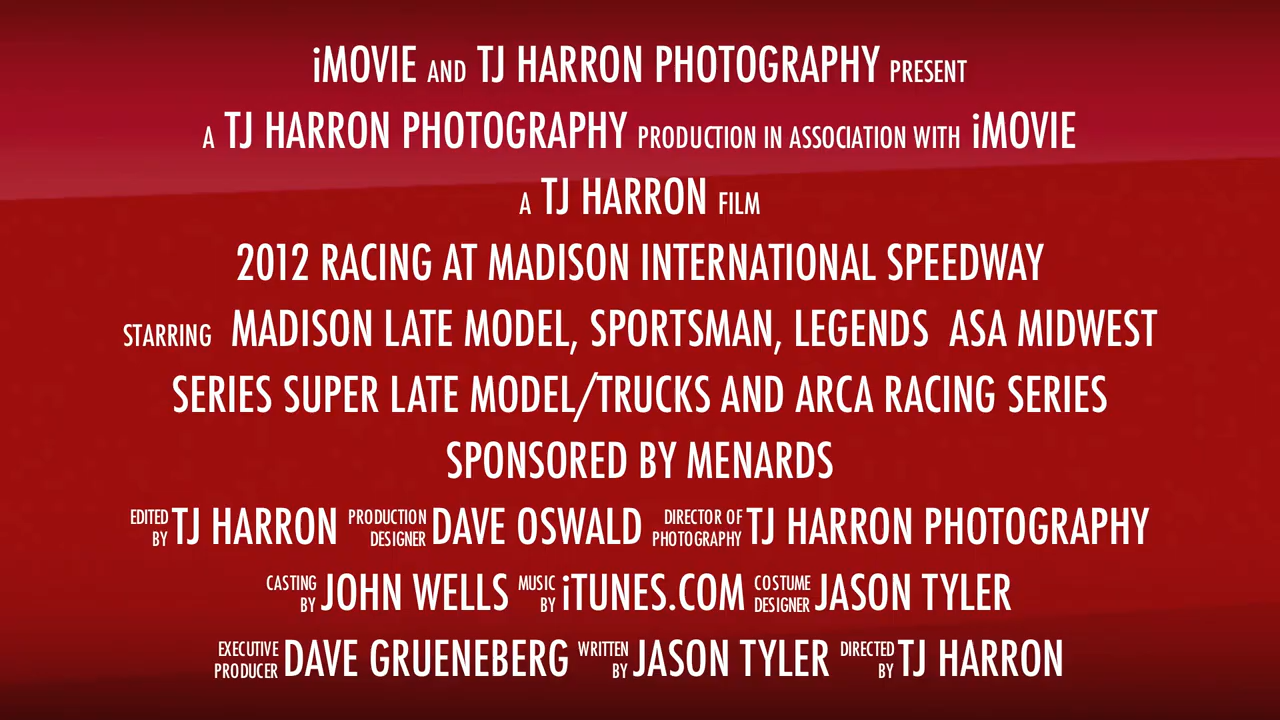 iMOVIE AND TJ HARRON PHOTOGRAPHY PRESENT
A TJ HARRON PHOTOGRAPHY PRODUCTION IN ASSOCIATION WITH iMOVIE
A TJ HARRON FILM
2012 RACING AT MADISON INTERNATIONAL SPEEDWAY
STARRING MADISON LATE MODEL, SPORTSMAN, LEGENDS ASA MIDWEST
SERIES SUPER LATE MODEL/TRUCKS AND ARCA RACING SERIES
SPONSORED BY MENARDS
EDITED BY TJ HARRON PRODUCTION DESIGNER DAVE OSWALD DIRECTOR OF PHOTOGRAPHY TJ HARRON PHOTOGRAPHY
CASTING BY JOHN WELLS MUSIC BY iTUNES.COM COSTUME DESIGNER JASON TYLER
EXECUTIVE PRODUCER DAVE GRUENEBERG WRITTEN BY JASON TYLER DIRECTED BY TJ HARRON